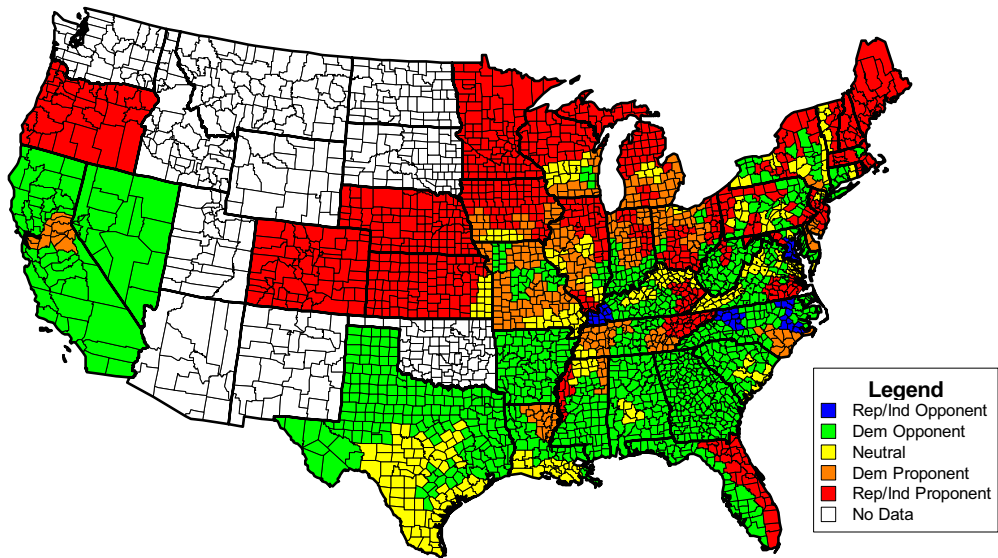 Legend
Rep/Ind Opponent
Dem Opponent
Neutral
Dem Proponent
Rep/Ind Proponent
No Data